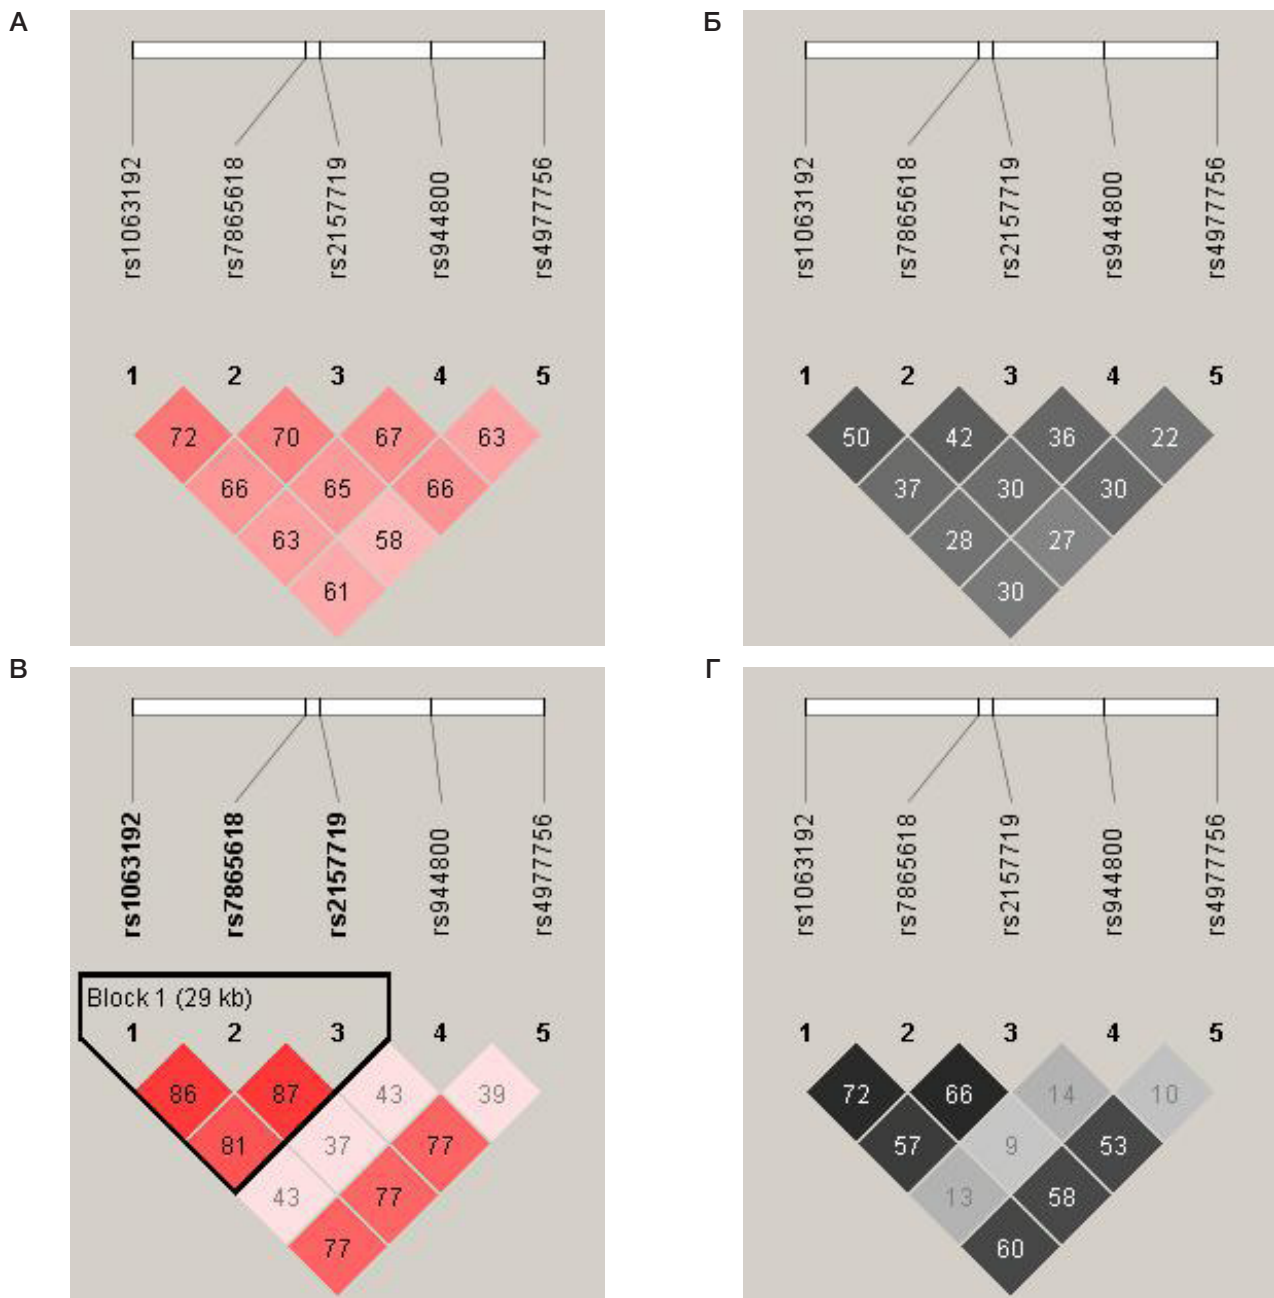 А
rs1063192 rs7865618 rs2157719 rs944800 rs4977756
1 2 3 4 5
72 70 67 63
66 65 66
63 58
61
Б
rs1063192 rs7865618 rs2157719 rs944800 rs4977756
1 2 3 4 5
50 42 36 22
37 30 30
28 27
30
В
rs1063192 rs7865618 rs2157719 rs944800 rs4977756
Block 1 (29 kb)
1 2 3 4 5
86 87 43 39
81 37 77
43 77
77
Г
rs1063192 rs7865618 rs2157719 rs944800 rs4977756
1 2 3 4 5
72 66 14 10
57 9 53
13 58
60